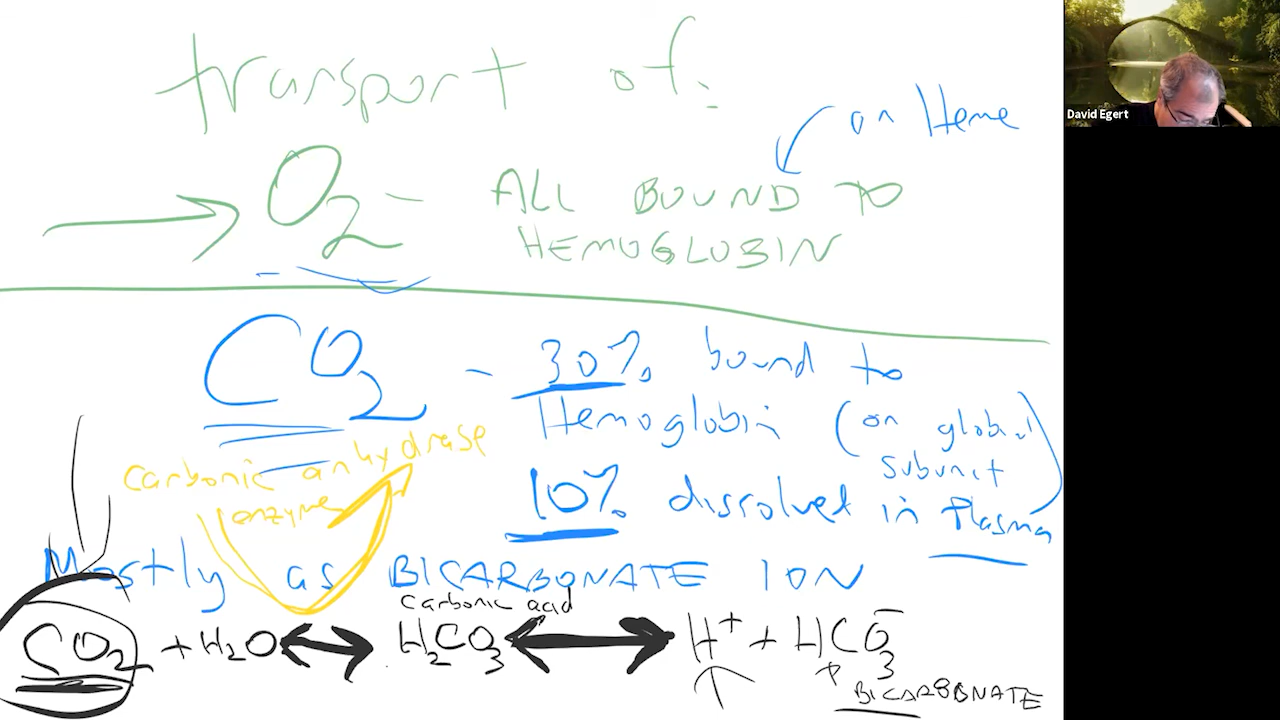 transport of:
on Heme
O2 - ALL BOUND TO
HEMOGLOBIN
CO2 - 30% bound to
Hemoglobin (on globin
subunit
carbonic anhydrase
enzyme
10% dissolved in Plasma
Mostly as BICARBONATE ION
carbonic acid
CO2 + H2O ↔ H2CO3 ↔ H+ + HCO3-
BICARBONATE
David Egert